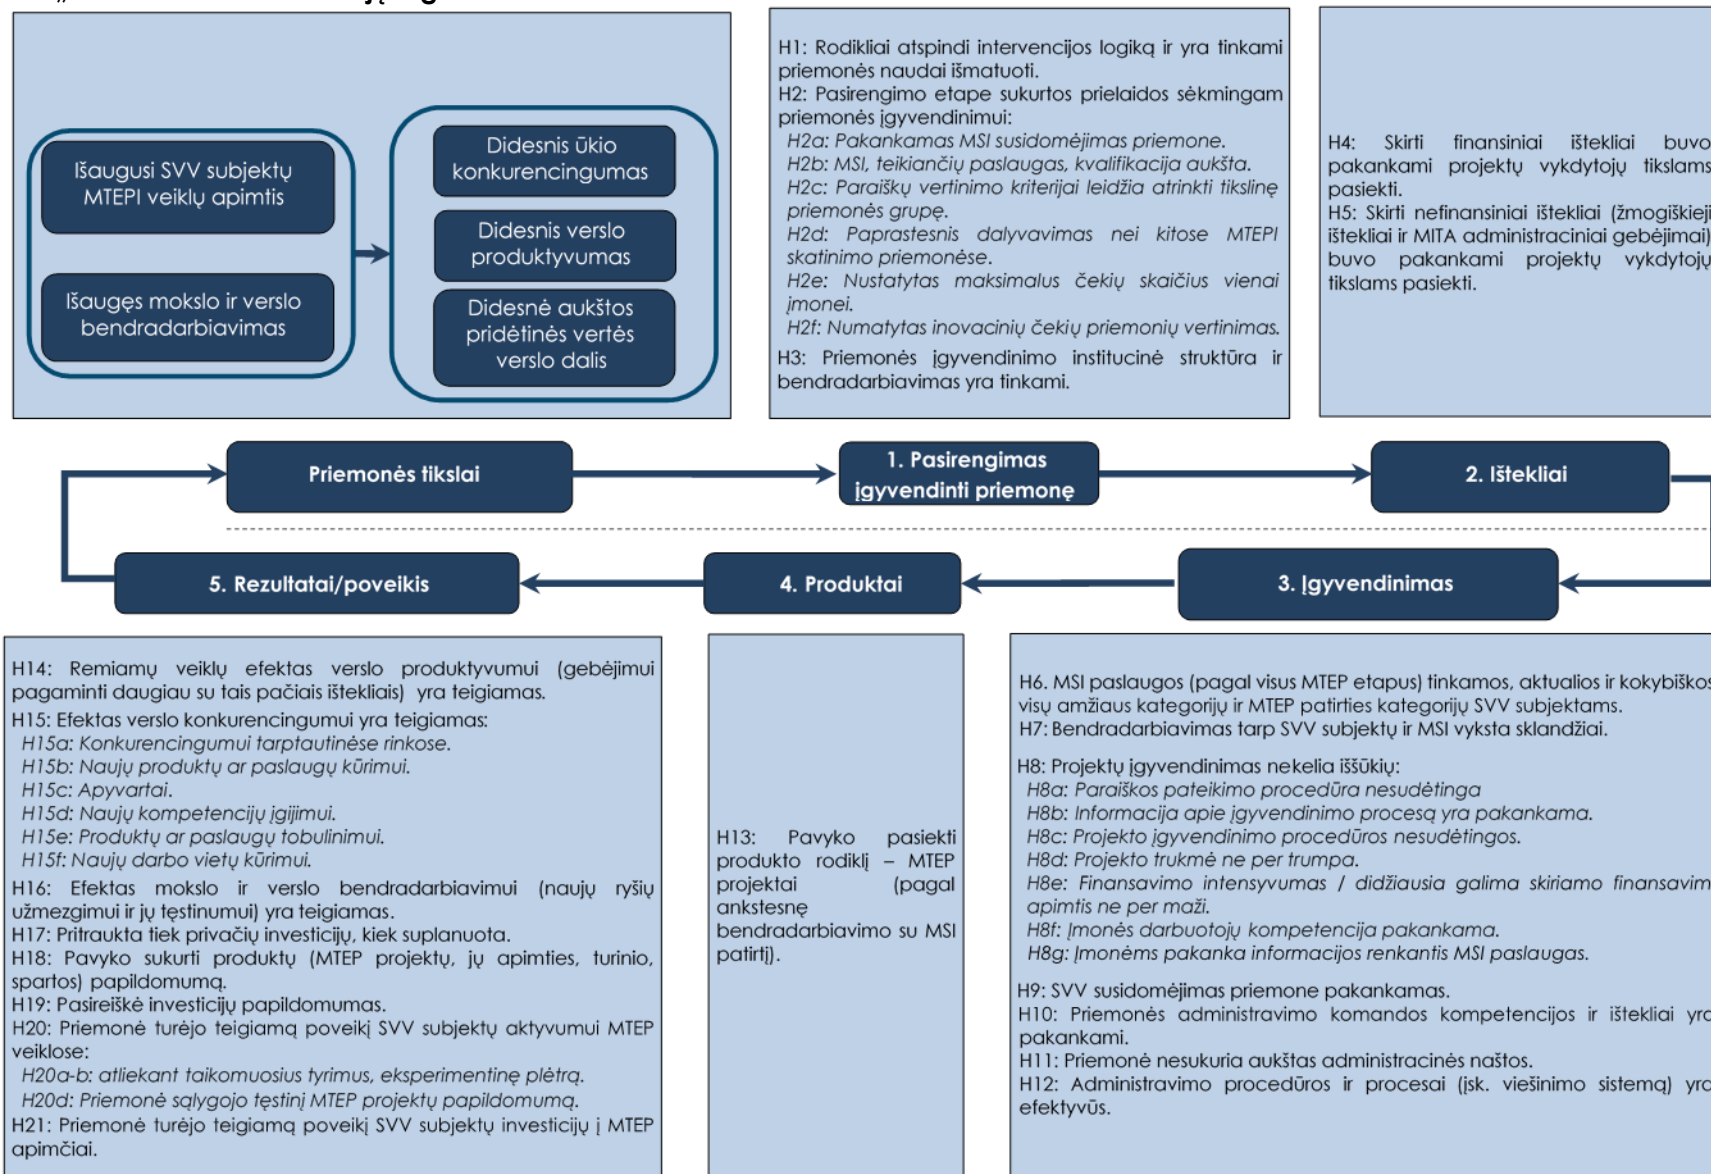 Išaugusi SVV subjektų
MTEPI veiklų apimtis
Išaugęs mokslo ir verslo
bendradarbiavimas
Didesnis ūkio
konkurencingumas
Didesnis verslo
produktyvumas
Didesnė aukštos
pridėtinės vertės
verslo dalis
H1: Rodikliai atspindi intervencijos logiką ir yra tinkami
priemonės naudai išmatuoti.
H2: Pasirengimo etape sukurtos prielaidos sėkmingam
priemonės įgyvendinimui:
H2a: Pakankamas MSI susidomėjimas priemone.
H2b: MSI, teikiančių paslaugas, kvalifikacija aukšta.
H2c: Paraiškų vertinimo kriterijai leidžia atrinkti tikslinę
priemonės grupę.
H2d: Paprastesnis dalyvavimas nei kitose MTEPI
skatinimo priemonėse.
H2e: Nustatytas maksimalus čekių skaičius vienai
įmonei.
H2f: Numatytas inovacinių čekių priemonių vertinimas.
H3: Priemonės įgyvendinimo institucinė struktūra ir
bendradarbiavimas yra tinkami.
H4: Skirti finansiniai ištekliai buvo
pakankami projektų vykdytojų tikslams
pasiekti.
H5: Skirti nefinansiniai ištekliai (žmogiškieji
ištekliai ir MITA administraciniai gebėjimai)
buvo pakankami projektų vykdytojų
tikslams pasiekti.
Priemonės tikslai
1. Pasirengimas
įgyvendinti priemonę
2. Ištekliai
5. Rezultatai/poveikis
4. Produktai
3. Įgyvendinimas
H14: Remiamų veiklų efektas verslo produktyvumui (gebėjimui
pagaminti daugiau su tais pačiais ištekliais) yra teigiamas.
H15: Efektas verslo konkurencingumui yra teigiamas:
H15a: Konkurencingumui tarptautinėse rinkose.
H15b: Naujų produktų ar paslaugų kūrimui.
H15c: Apyvartai.
H15d: Naujų kompetencijų įgijimui.
H15e: Produktų ar paslaugų tobulinimui.
H15f: Naujų darbo vietų kūrimui.
H16: Efektas mokslo ir verslo bendradarbiavimui (naujų ryšių
užmezgimui ir jų tęstinumui) yra teigiamas.
H17: Pritraukta tiek privačių investicijų, kiek suplanuota.
H18: Pavyko sukurti produktų (MTEP projektų, jų apimties, turinio,
spartos) papildomumą.
H19: Pasireiškė investicijų papildomumas.
H20: Priemonė turėjo teigiamą poveikį SVV subjektų aktyvumui MTEP
veiklose:
H20a-b: atliekant taikomuosius tyrimus, eksperimentinę plėtrą.
H20d: Priemonė sąlygojo tęstinį MTEP projektų papildomumą.
H21: Priemonė turėjo teigiamą poveikį SVV subjektų investicijų į MTEP
apimčiai.
H13: Pavyko pasiekti
produkto rodiklį – MTEP
projektai (pagal
ankstesnę
bendradarbiavimo su MSI
patirtį).
H6. MSI paslaugos (pagal visus MTEP etapus) tinkamos, aktualios ir kokybiškos
visų amžiaus kategorijų ir MTEP patirties kategorijų SVV subjektams.
H7: Bendradarbiavimas tarp SVV subjektų ir MSI vyksta sklandžiai.
H8: Projektų įgyvendinimas nekelia iššūkių:
H8a: Paraiškos pateikimo procedūra nesudėtinga
H8b: Informacija apie įgyvendinimo procesą yra pakankama.
H8c: Projekto įgyvendinimo procedūros nesudėtingos.
H8d: Projekto trukmė ne per trumpa.
H8e: Finansavimo intensyvumas / didžiausia galima skiriamo finansavim
apimtis ne per maži.
H8f: Įmonės darbuotojų kompetencija pakankama.
H8g: Įmonėms pakanka informacijos renkantis MSI paslaugas.
H9: SVV susidomėjimas priemone pakankamas.
H10: Priemonės administravimo komandos kompetencijos ir ištekliai yra
pakankami.
H11: Priemonė nesukuria aukštas administracinės naštos.
H12: Administravimo procedūros ir procesai (įsk. viešinimo sistemą) yra
efektyvūs.